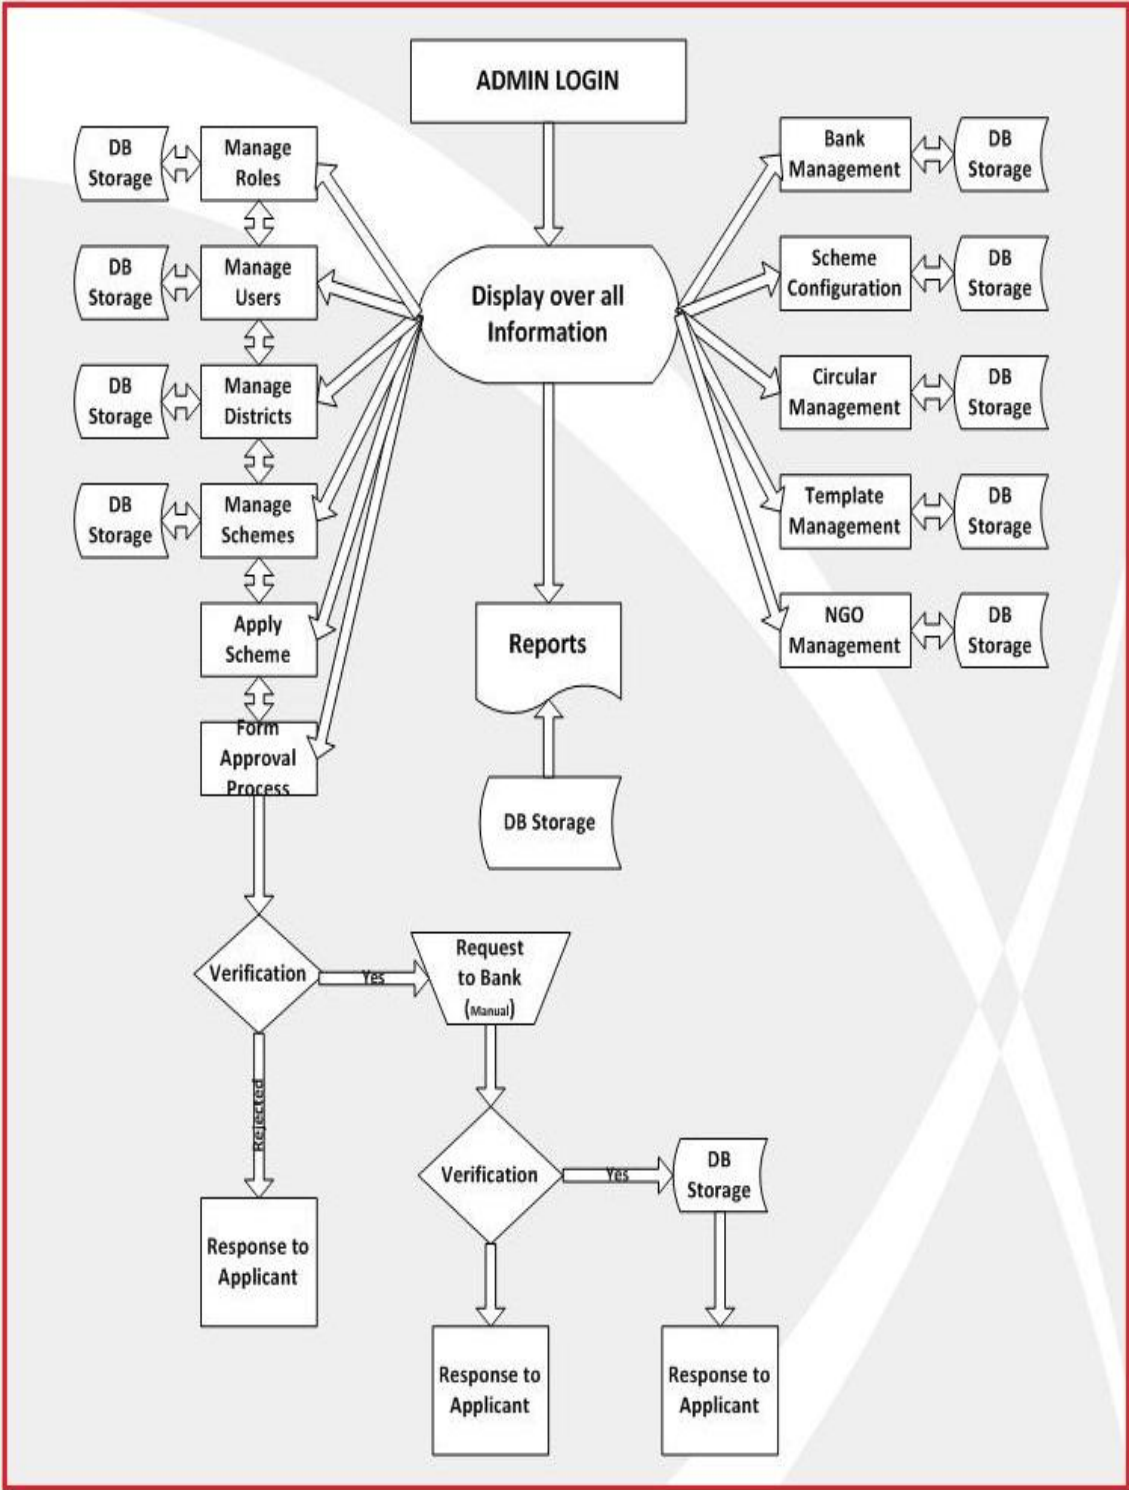 ADMIN LOGIN
DB
Storage
Manage
Roles
Bank
Management
DB
Storage
DB
Storage
Manage
Users
Display over all
Information
Scheme
Configuration
DB
Storage
DB
Storage
Manage
Districts
Circular
Management
DB
Storage
DB
Storage
Manage
Schemes
Template
Management
DB
Storage
Apply
Scheme
Reports
NGO
Management
DB
Storage
Form
Approval
Process
DB Storage
Verification
Yes
Request
to Bank
(Manual)
Rejected
Verification
Yes
DB
Storage
Response to
Applicant
Response to
Applicant
Response to
Applicant